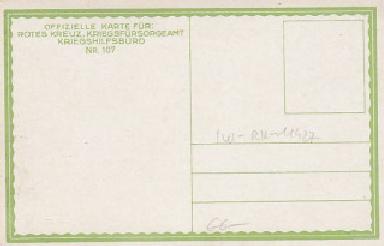 OFFIZIELLE KARTE FÜR:
ROTES KREUZ, KRIEGSFÜRSORGEAMT
KRIEGSHILFSBÜRO
NR. 107